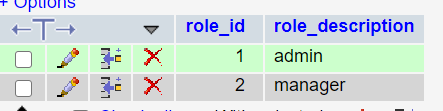 + Options
role_id role_description
1 admin
2 manager